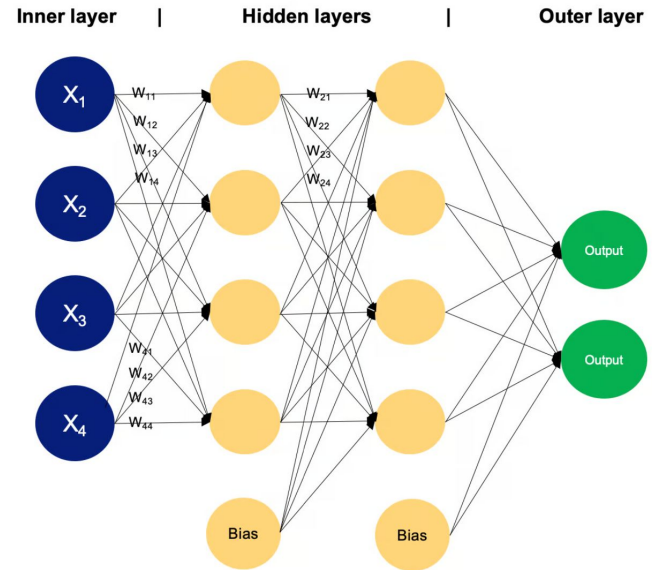 Inner layer | Hidden layers | Outer layer
X₁
W₁₁
W₁₂
W₁₃
W₁₄
W₂₁
W₂₂
W₂₃
W₂₄
X₂
Output
X₃
W₄₁
W₄₂
W₄₃
W₄₄
Output
X₄
Bias
Bias